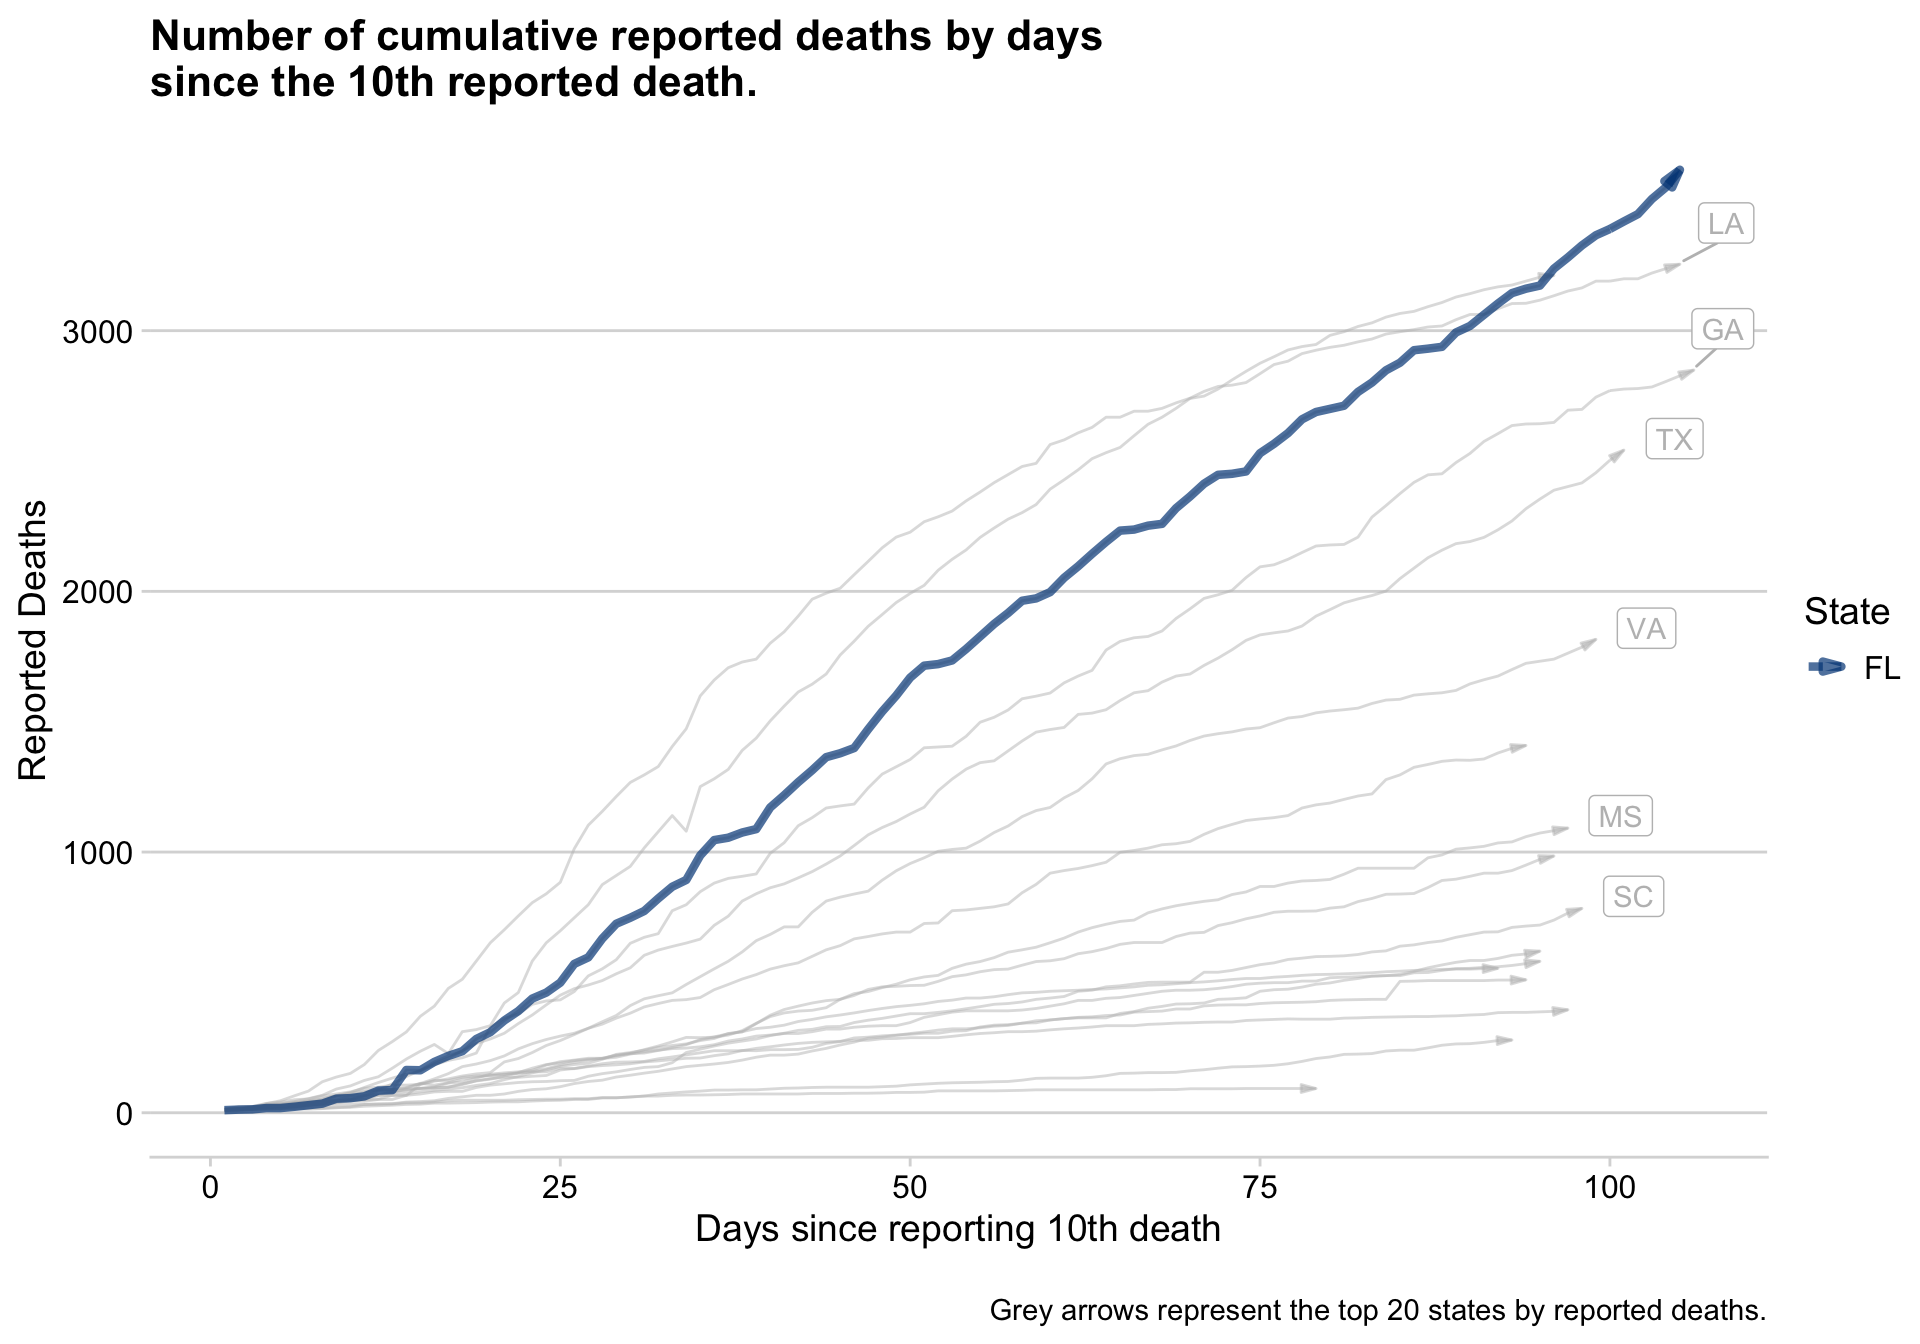 Number of cumulative reported deaths by days
since the 10th reported death.
LA
GA
TX
VA
MS
SC
3000
2000
1000
0
Reported Deaths
0
25
50
75
100
Days since reporting 10th death
State
FL
Grey arrows represent the top 20 states by reported deaths.